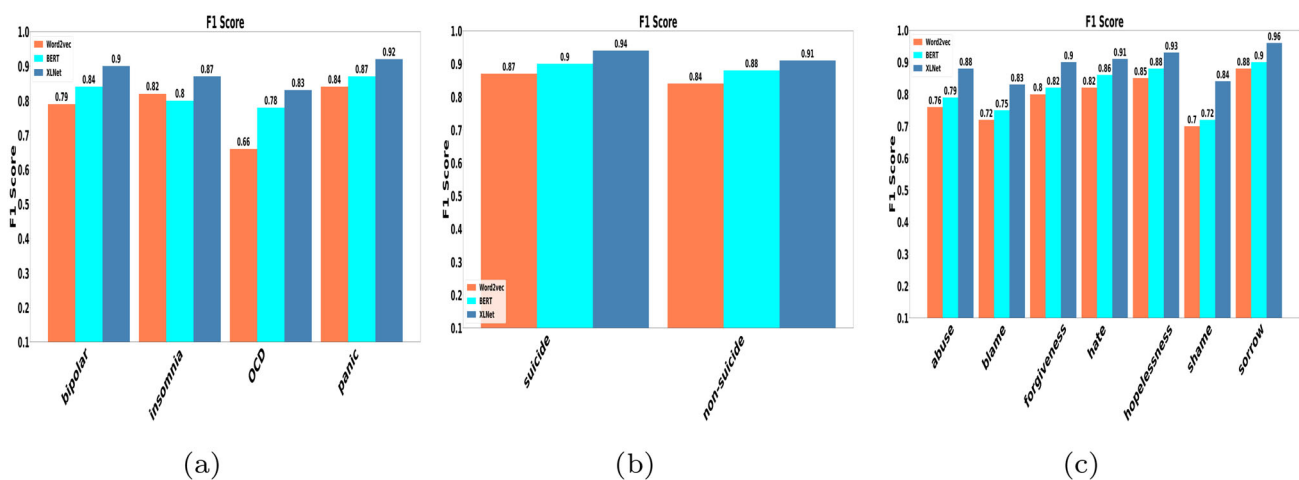 F1 Score
1.0
0.9
0.8
0.7
0.6
0.5
0.4
0.3
0.2
0.1
F1 Score
Word2vec
BERT
XLNet
0.79
0.84
0.9
0.82
0.8
0.87
0.66
0.78
0.83
0.84
0.87
0.92
bipolar
insomnia
OCD
panic
(a)
F1 Score
1.0
0.9
0.8
0.7
0.6
0.5
0.4
0.3
0.2
0.1
F1 Score
0.87
0.9
0.94
0.84
0.88
0.91
Word2vec
BERT
XLNet
suicide
non-suicide
(b)
F1 Score
1.0
0.9
0.8
0.7
0.6
0.5
0.4
0.3
0.2
0.1
F1 Score
Word2vec
BERT
XLNet
0.76
0.79
0.88
0.72
0.75
0.83
0.8
0.82
0.9
0.82
0.86
0.91
0.85
0.88
0.93
0.7
0.72
0.84
0.88
0.9
0.96
abuse
blame
forgiveness
hate
hopelessness
shame
sorrow
(c)